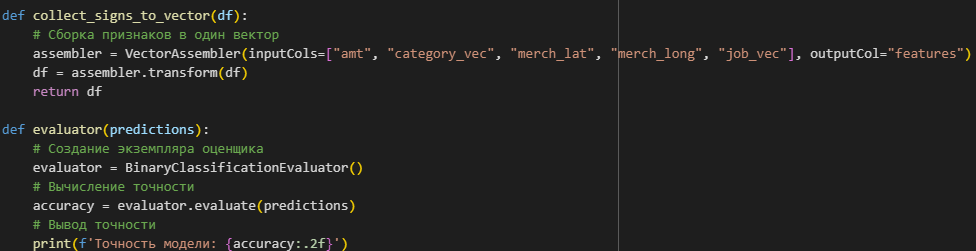 def collect_signs_to_vector(df):
    # Сборка признаков в один вектор
    assembler = VectorAssembler(inputCols=["amt", "category_vec", "merch_lat", "merch_long", "job_vec"], outputCol="features")
    df = assembler.transform(df)
    return df

def evaluator(predictions):
    # Создание экземпляра оценщика
    evaluator = BinaryClassificationEvaluator()
    # Вычисление точности
    accuracy = evaluator.evaluate(predictions)
    # Вывод точности
    print(f'Точность модели: {accuracy:.2f}')